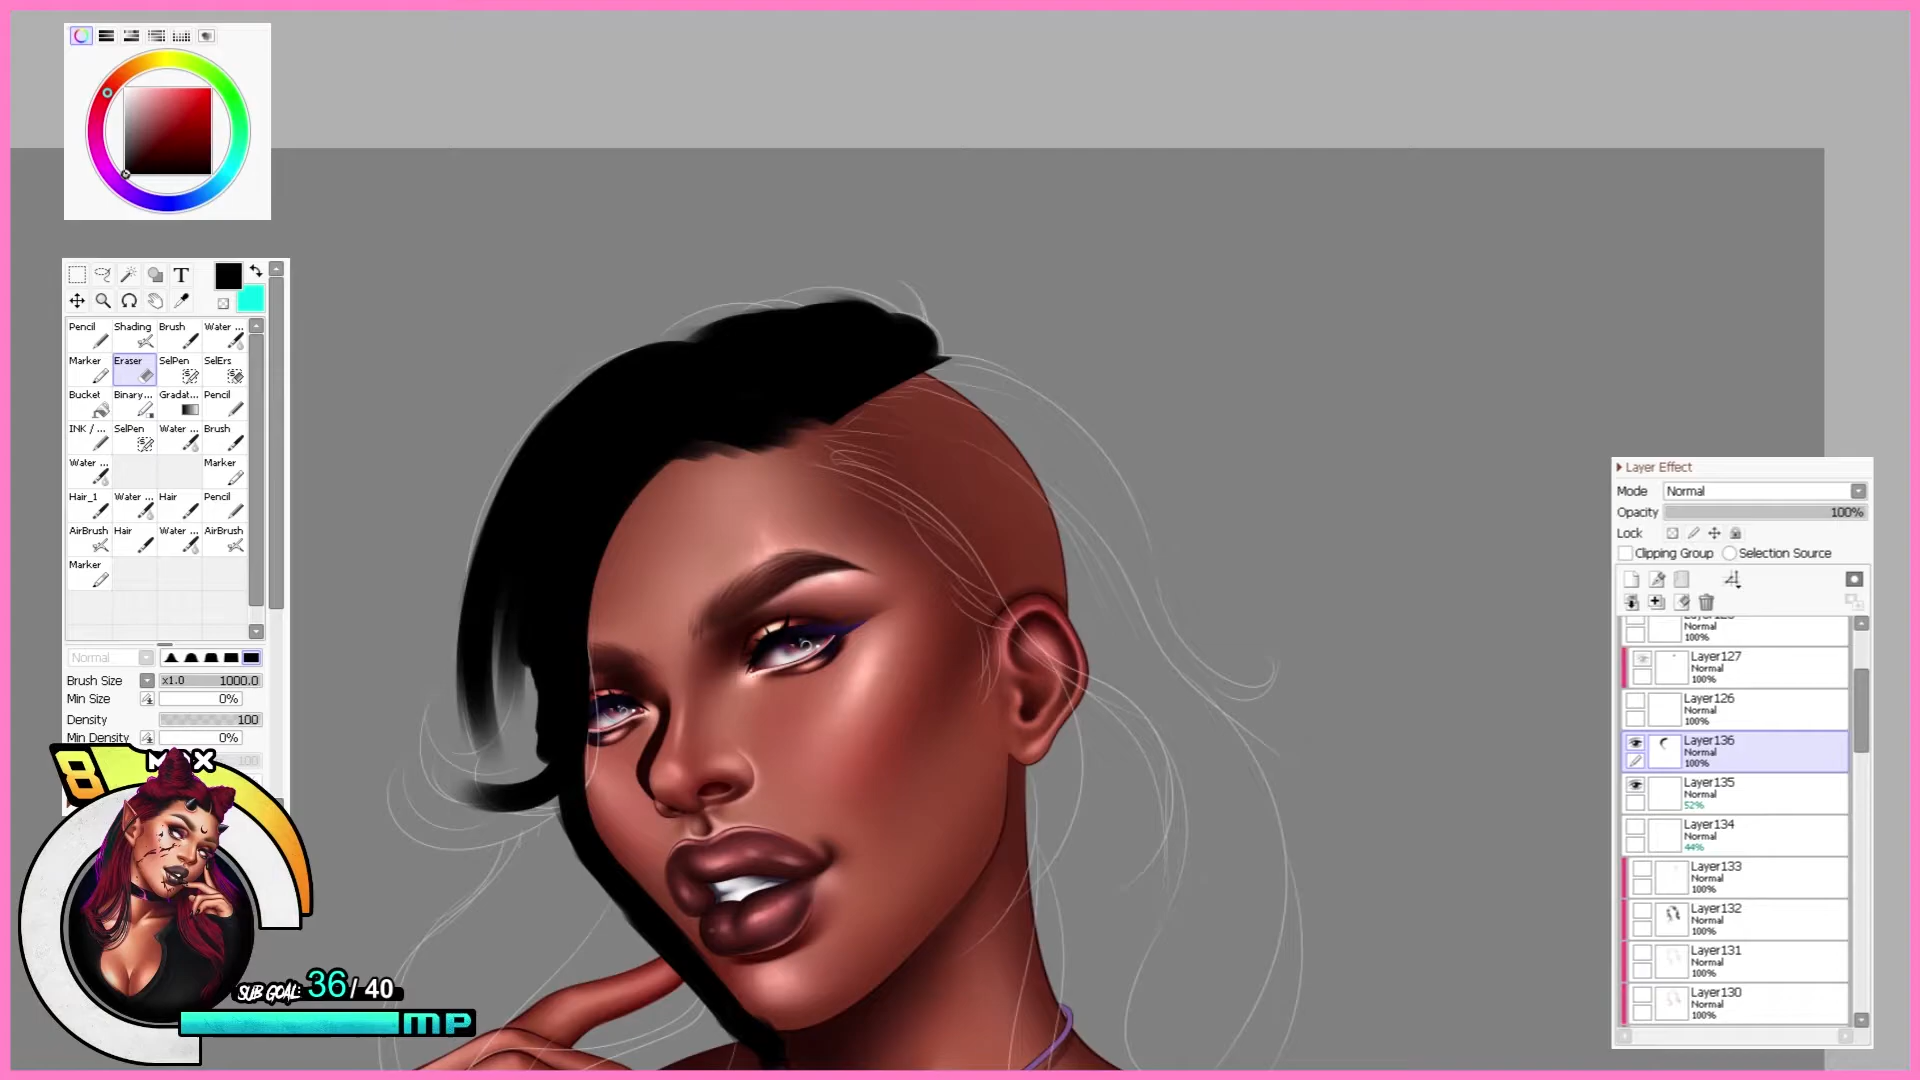 T
Pencil Shading Brush Water ...
Marker Eraser SelPen SelErs
Bucket Binary... Gradat... Pencil
INK / ... SelPen Water ... Brush
Water ... Marker
Hair_1 Water ... Hair Pencil
AirBrush Hair Water ... AirBrush
Marker
Normal
Brush Size x1.0 1000.0
Min Size 0%
Density 100
Min Density 0%
100
8 MAX
SUB GOAL: 36 / 40
MP
Layer Effect
Mode Normal
Opacity 100%
Lock
Clipping Group Selection Source
Normal
100%
Layer127
Normal
100%
Layer126
Normal
100%
Layer136
Normal
100%
Layer135
Normal
52%
Layer134
Normal
44%
Layer133
Normal
100%
Layer132
Normal
100%
Layer131
Normal
100%
Layer130
Normal
100%